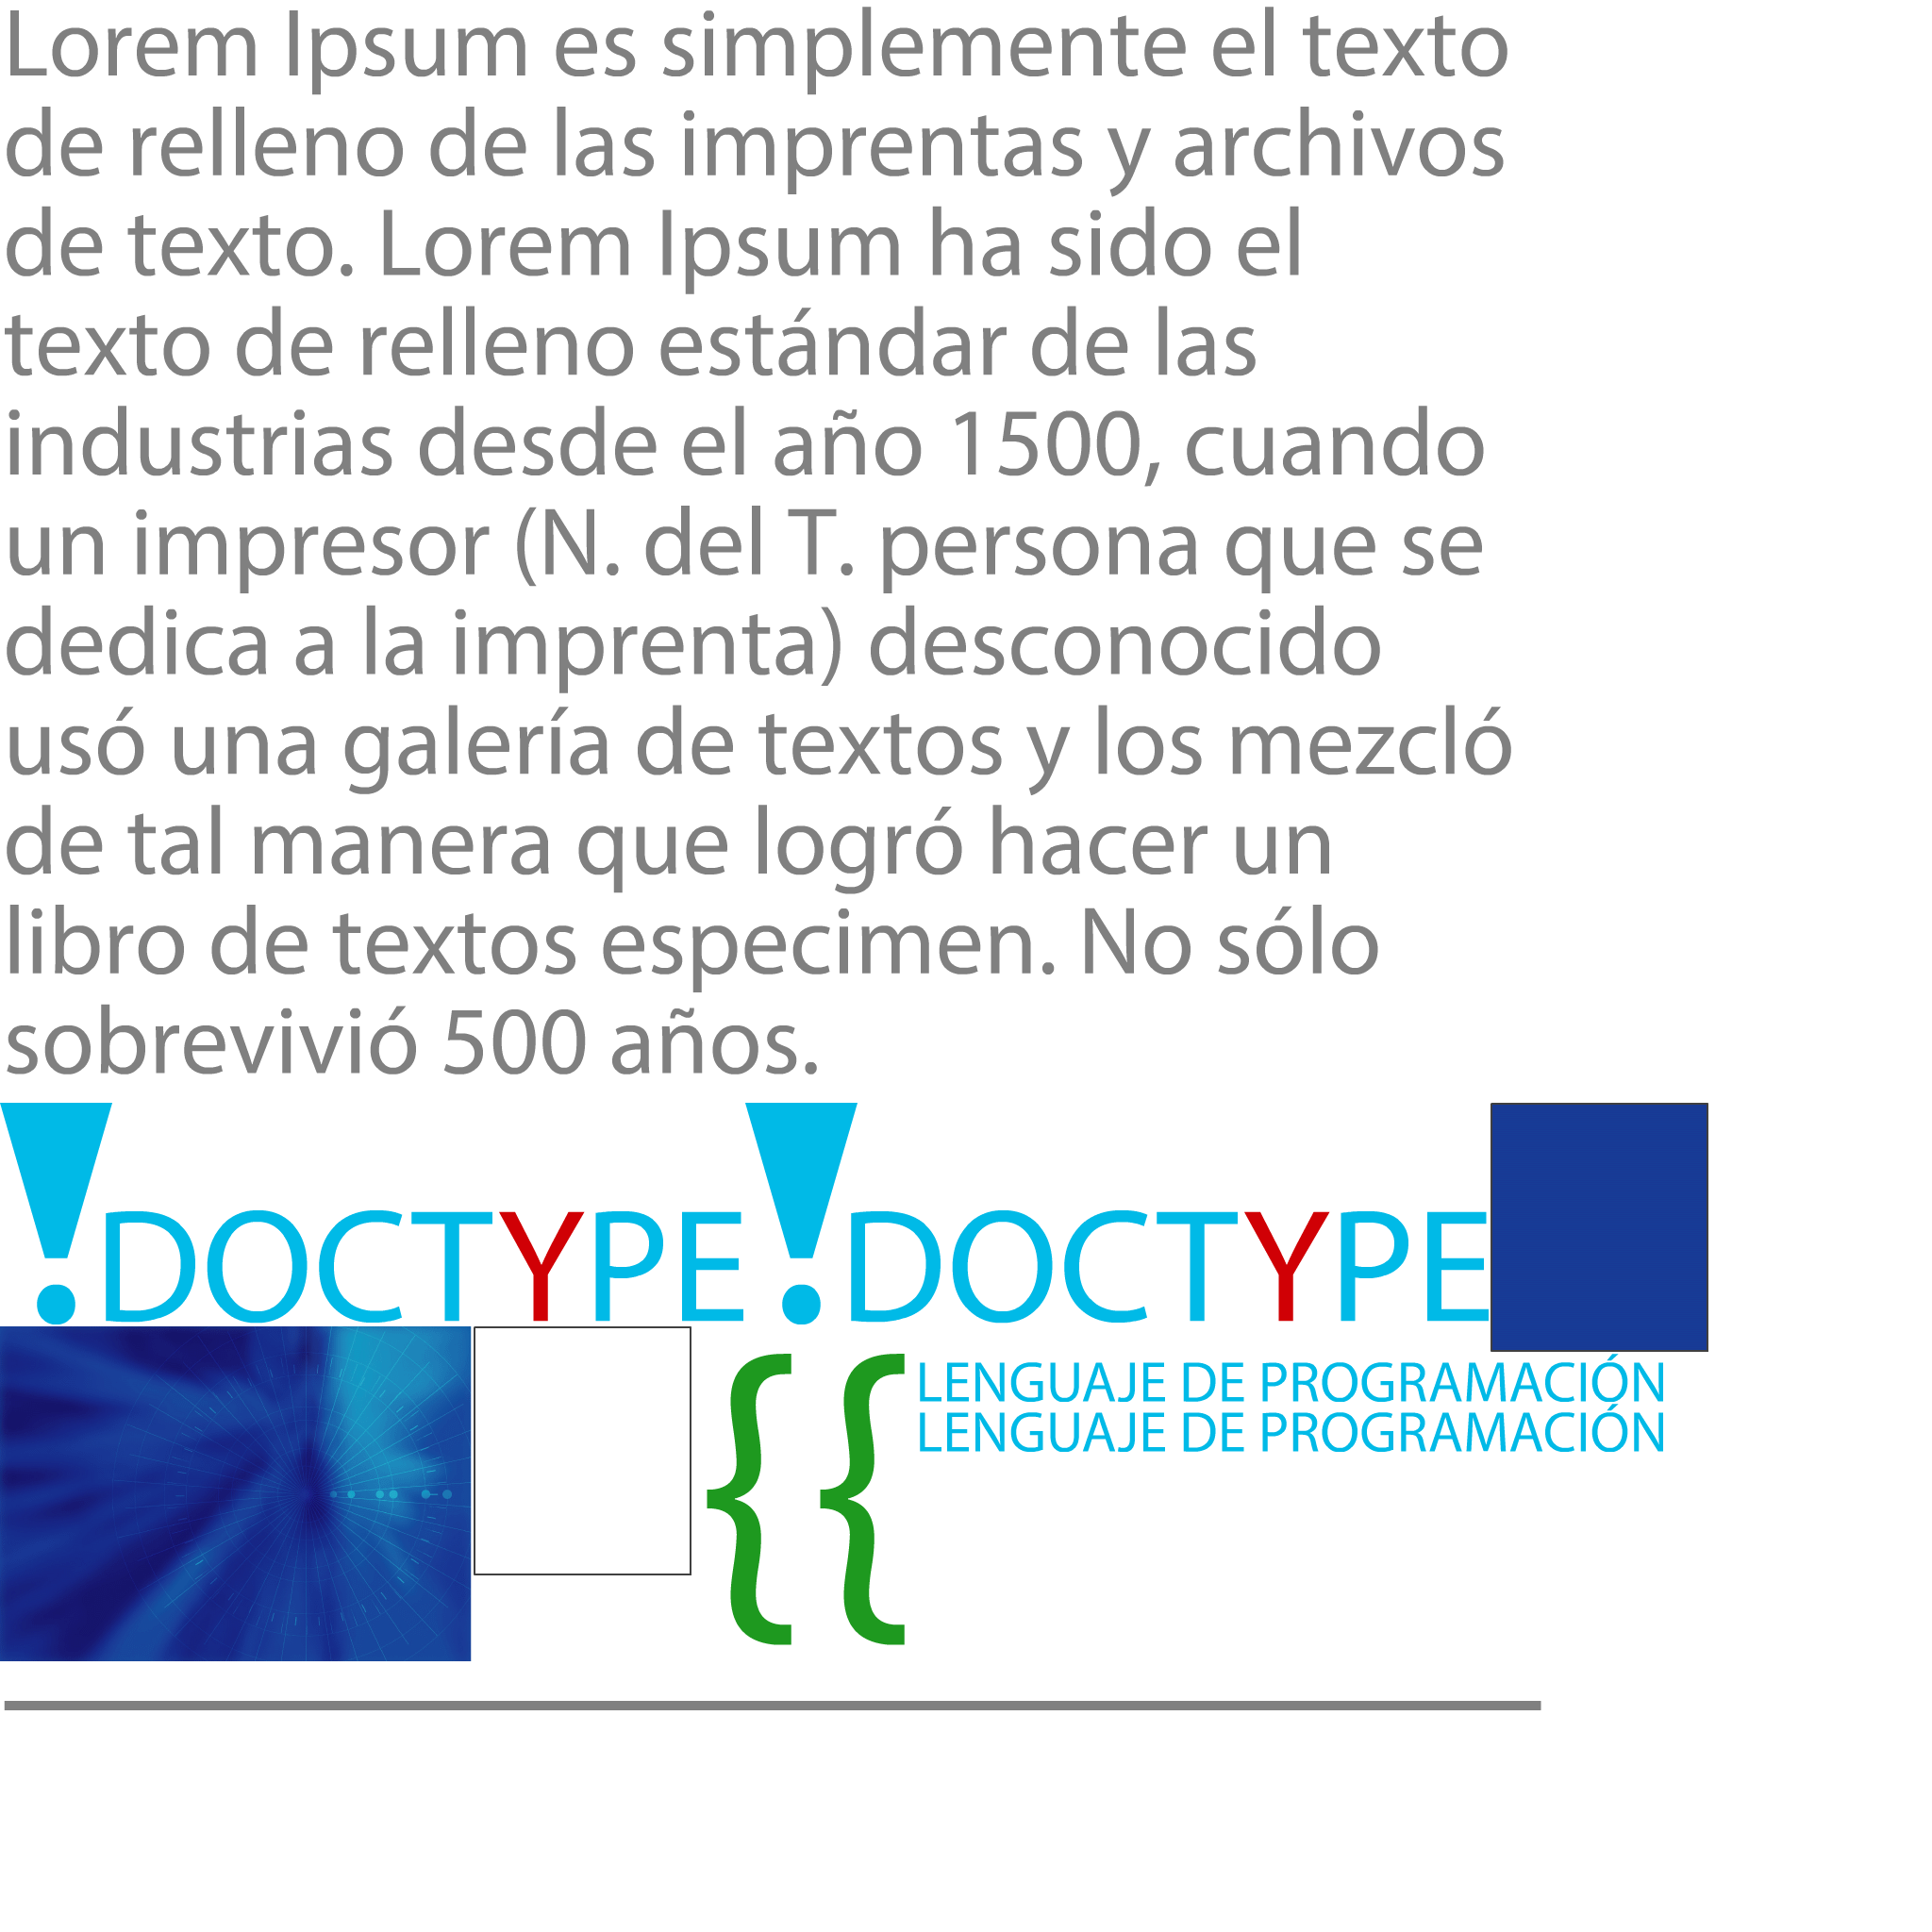 Lorem Ipsum es simplemente el texto
de relleno de las imprentas y archivos
de texto. Lorem Ipsum ha sido el
texto de relleno estándar de las
industrias desde el año 1500, cuando
un impresor (N. del T. persona que se
dedica a la imprenta) desconocido
usó una galería de textos y los mezcló
de tal manera que logró hacer un
libro de textos especimen. No sólo
sobrevivió 500 años.
!DOCTYPE!DOCTYPE
{{
LENGUAJE DE PROGRAMACIÓN
LENGUAJE DE PROGRAMACIÓN